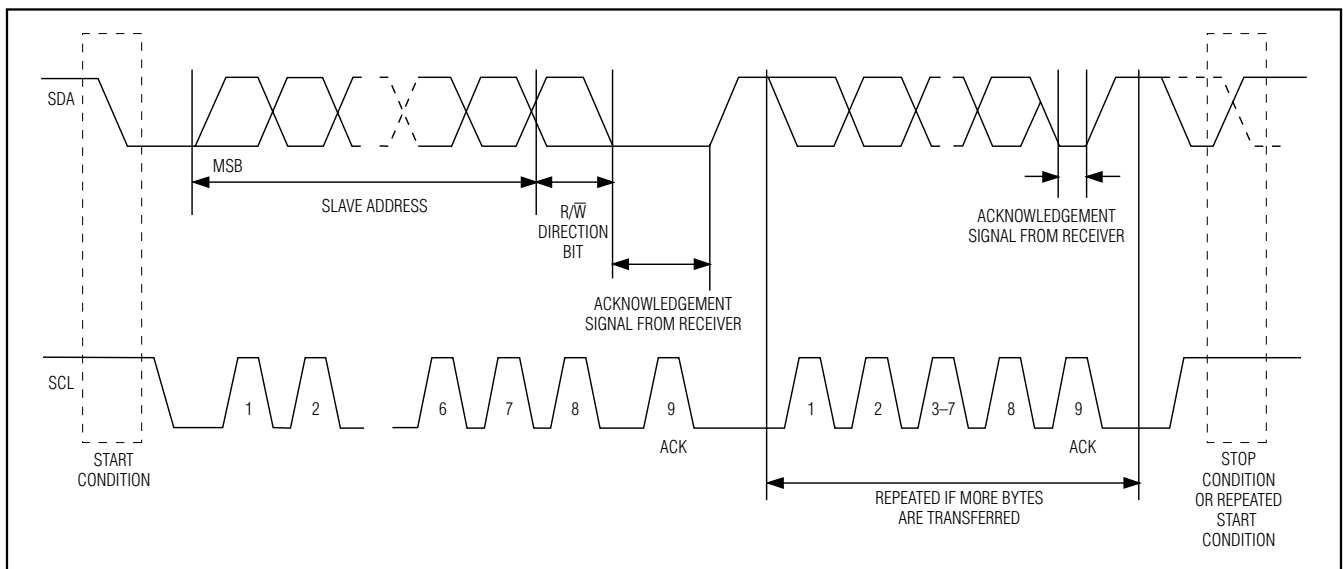 SDA
MSB
SLAVE ADDRESS
R/W̅
DIRECTION
BIT
ACKNOWLEDGEMENT
SIGNAL FROM RECEIVER
ACKNOWLEDGEMENT
SIGNAL FROM RECEIVER
SCL
1
2
6
7
8
9
1
2
3–7
8
9
ACK
ACK
START
CONDITION
REPEATED IF MORE BYTES
ARE TRANSFERRED
STOP
CONDITION
OR REPEATED
START
CONDITION